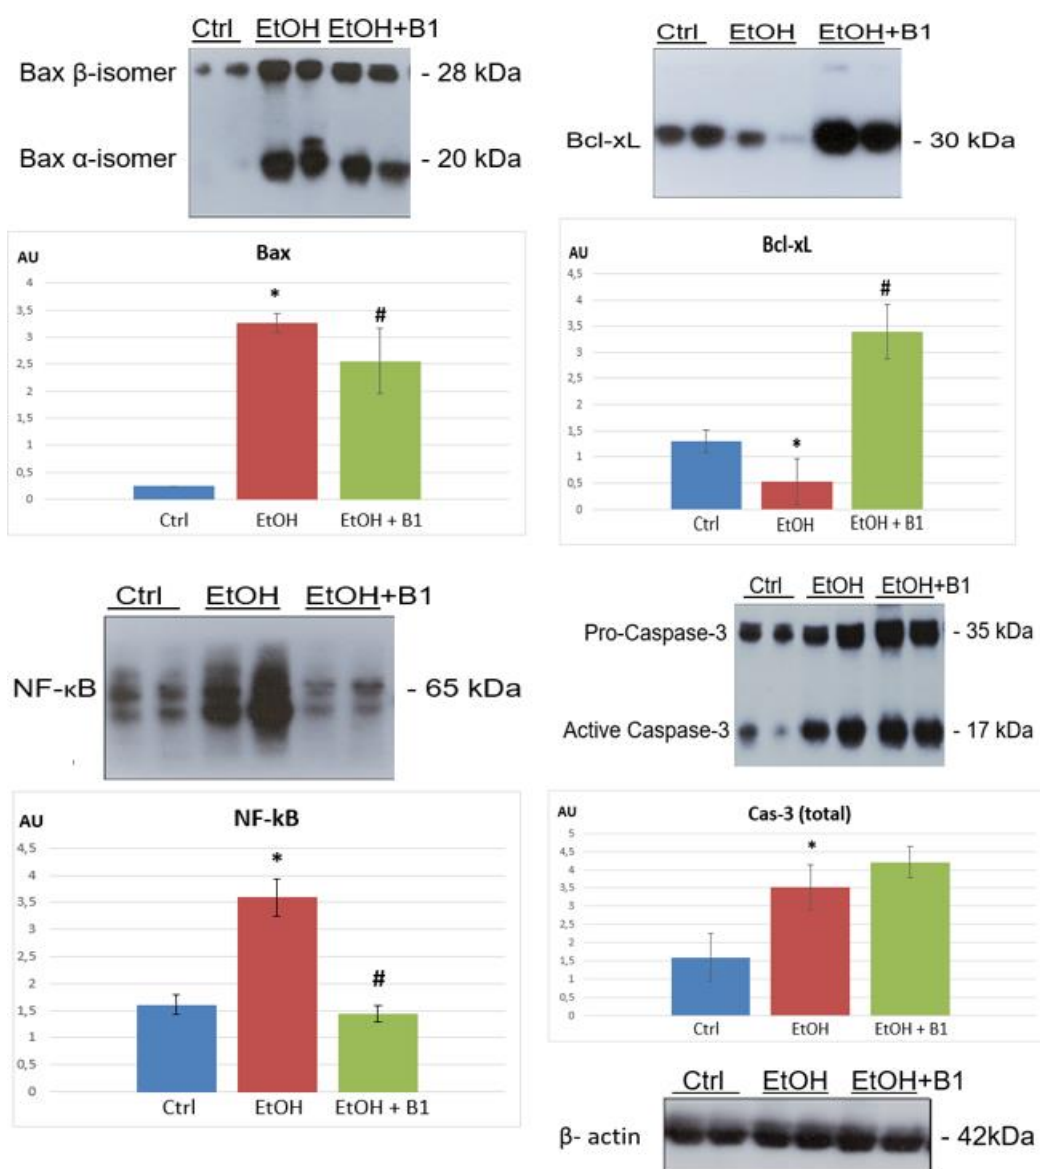 Ctrl EtOH EtOH+B1
Bax β-isomer - 28 kDa
Bax α-isomer - 20 kDa
Ctrl EtOH EtOH+B1
Bcl-xL - 30 kDa
AU Bax
4
3,5
*
#
3
2,5
2
1,5
1
0,5
0
Ctrl EtOH EtOH + B1
AU Bcl-xL
4,5
4
#
3,5
3
2,5
2
1,5
*
1
0,5
0
Ctrl EtOH EtOH + B1
Ctrl EtOH EtOH+B1
NF-κB - 65 kDa
Ctrl EtOH EtOH+B1
Pro-Caspase-3 - 35 kDa
Active Caspase-3 - 17 kDa
AU NF-kB
4,5
*
4
3,5
3
2,5
2
#
1,5
1
0,5
0
Ctrl EtOH EtOH + B1
AU Cas-3 (total)
5
*
4,5
4
3,5
3
2,5
2
1,5
1
0,5
0
Ctrl EtOH EtOH + B1
Ctrl EtOH EtOH+B1
β- actin - 42kDa